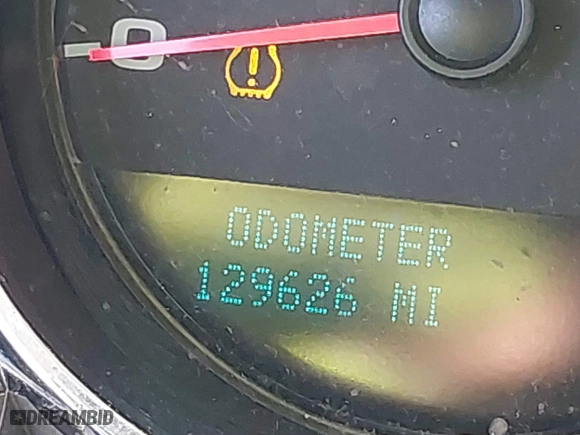 0
ODOMETER
129626 MI
DREAMBID